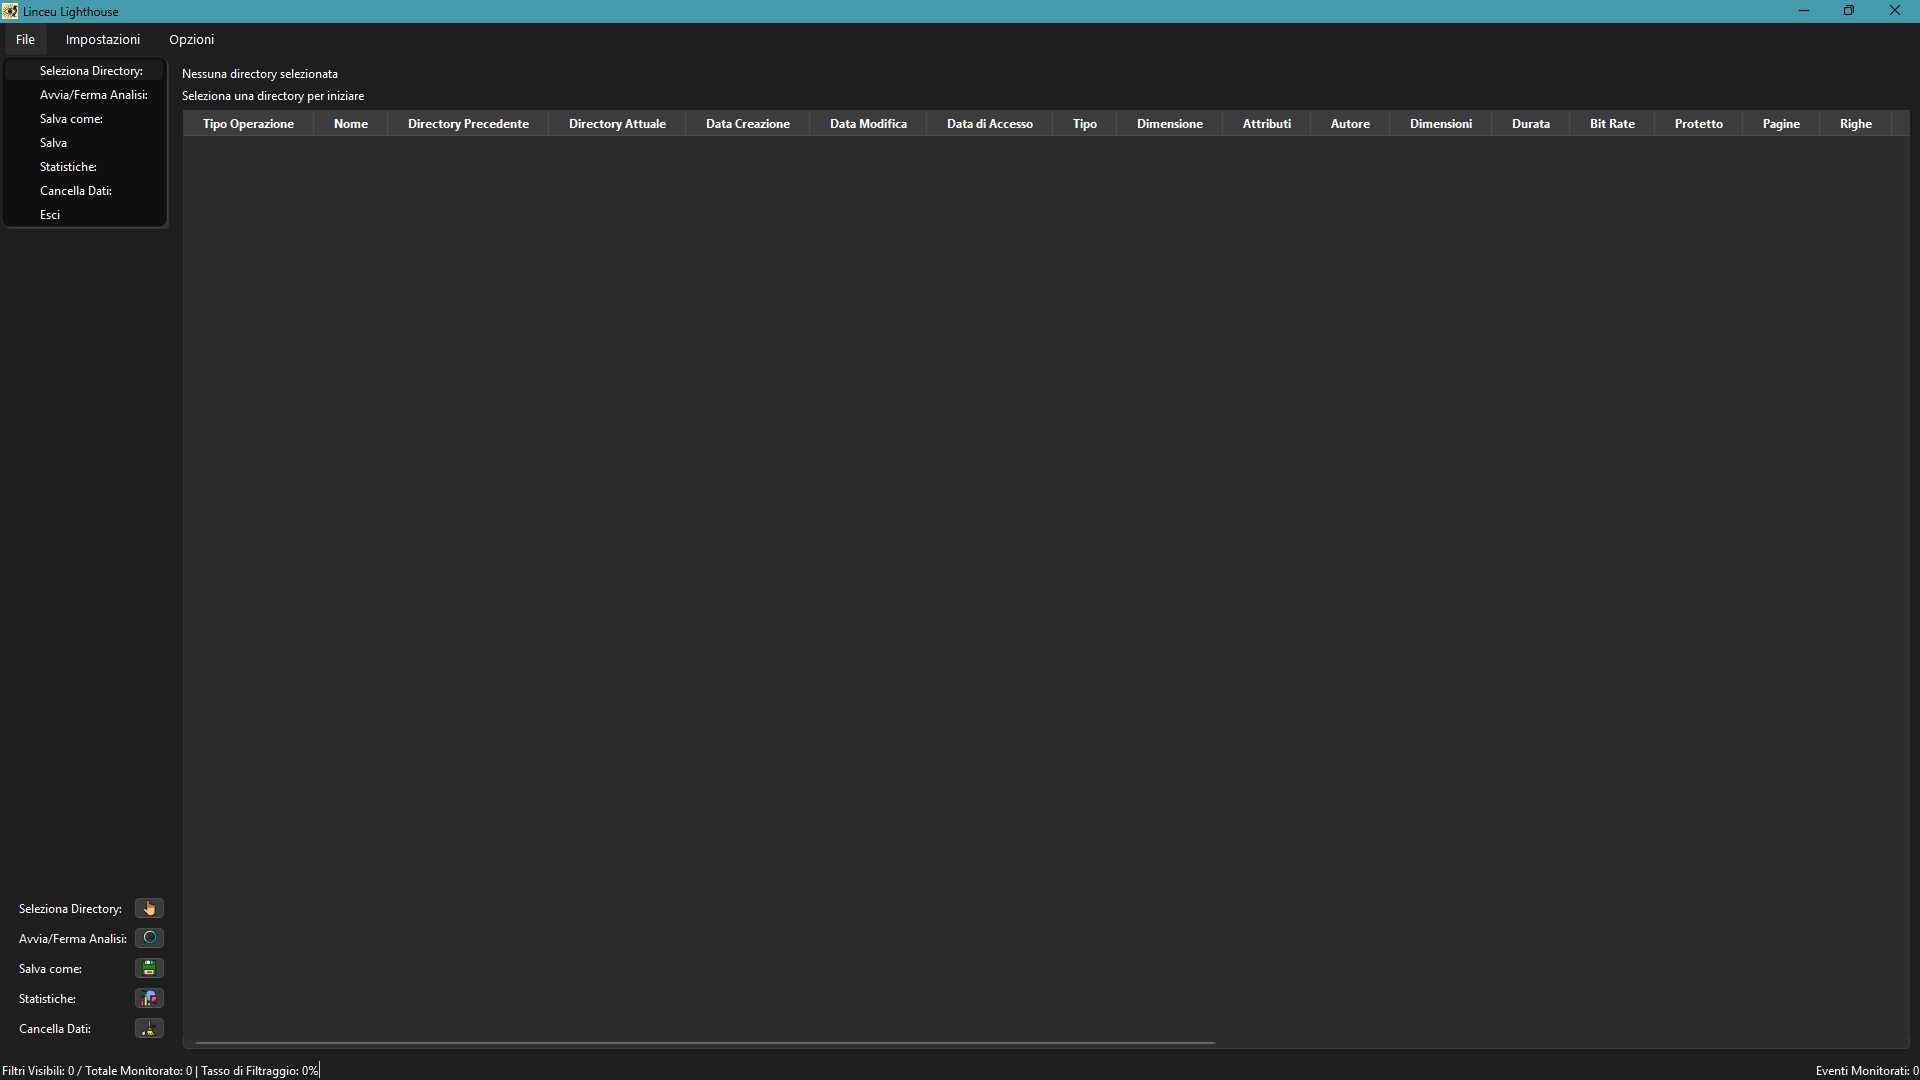 Linceu Lighthouse
File Impostazioni Opzioni
Seleziona Directory:
Avvia/Ferma Analisi:
Salva come:
Salva
Statistiche:
Cancella Dati:
Esci
Nessuna directory selezionata
Seleziona una directory per iniziare
Tipo Operazione Nome Directory Precedente Directory Attuale Data Creazione Data Modifica Data di Accesso Tipo Dimensione Attributi Autore Dimensioni Durata Bit Rate Protetto Pagine Righe
Seleziona Directory:
Avvia/Ferma Analisi:
Salva come:
Statistiche:
Cancella Dati:
Filtri Visibili: 0 / Totale Monitorato: 0 | Tasso di Filtraggio: 0% Eventi Monitorati: 0